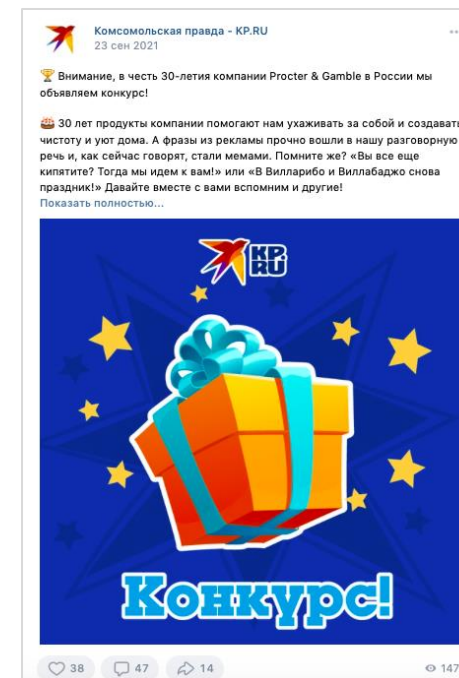 Комсомольская правда - KP.RU
23 сен 2021
🏆 Внимание, в честь 30-летия компании Procter & Gamble в России мы
объявляем конкурс!
🎂 30 лет продукты компании помогают нам ухаживать за собой и создавать
чистоту и уют дома. А фразы из рекламы прочно вошли в нашу разговорную
речь и, как сейчас говорят, стали мемами. Помните же? «Вы все еще
кипятите? Тогда мы идем к вам!» или «В Вилларибо и Виллабаджо снова
праздник!» Давайте вместе с вами вспомним и другие!
Показать полностью...
KP.
RU
Конкурс!
38 47 14 147